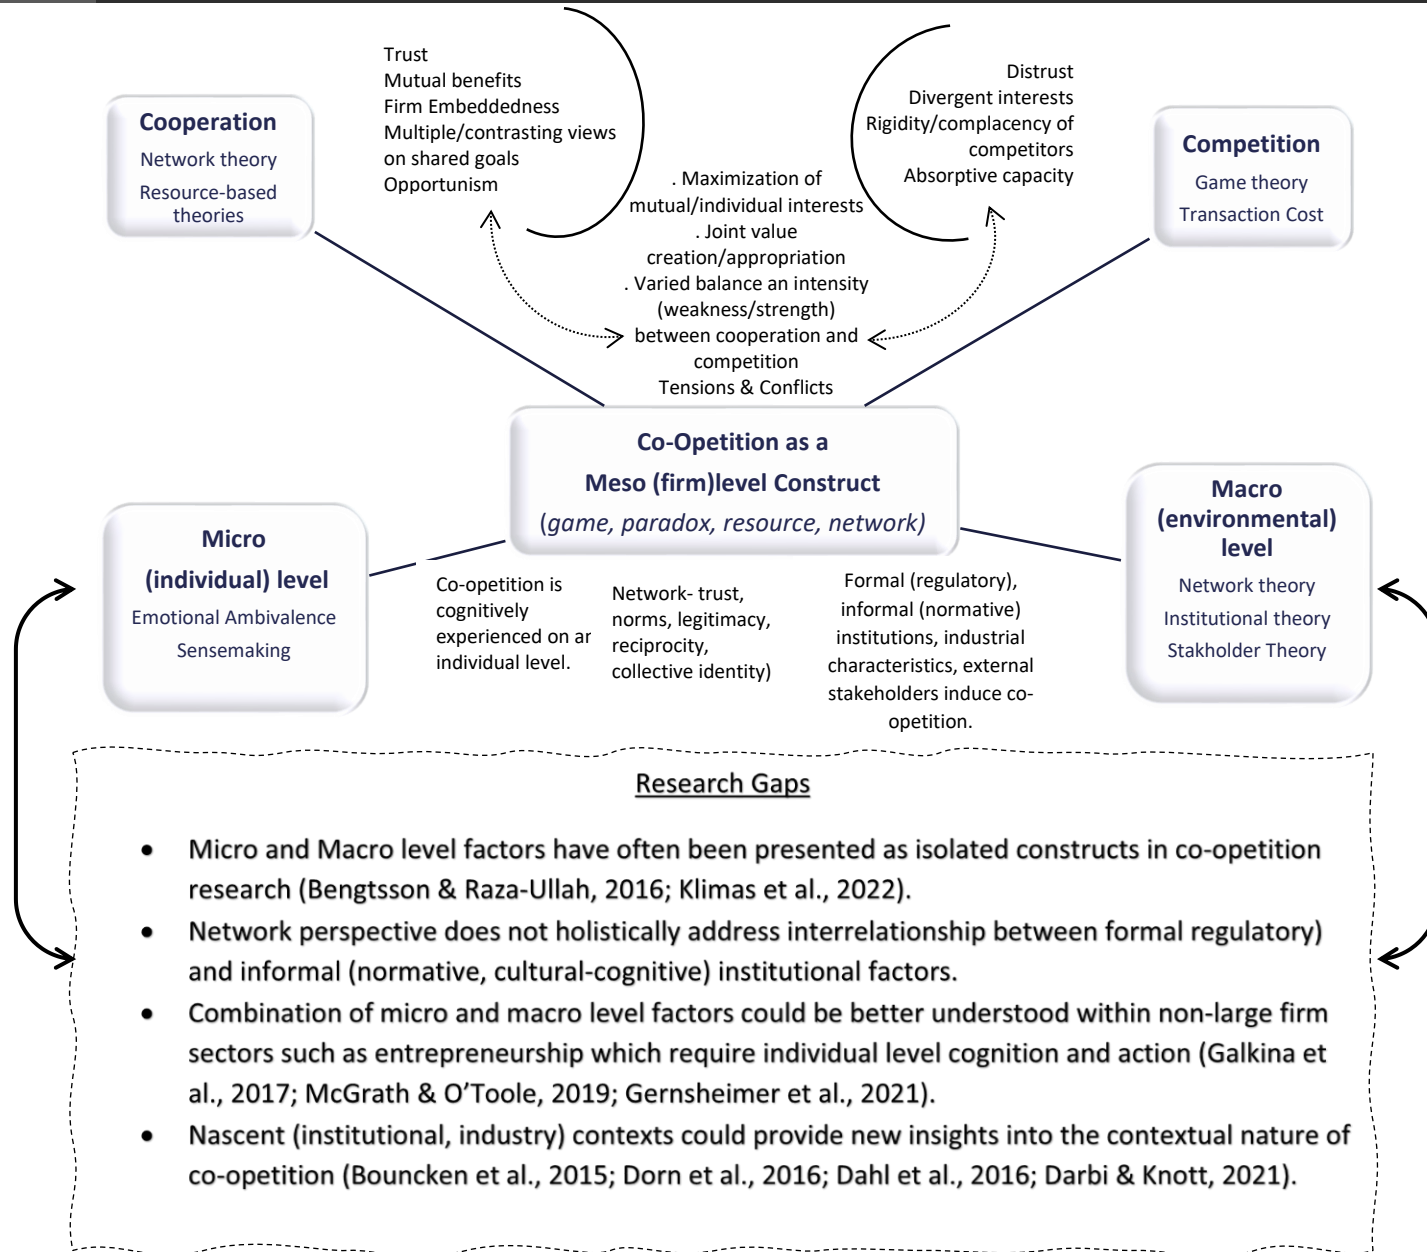 Trust
Mutual benefits
Firm Embeddedness
Multiple/contrasting views
on shared goals
Opportunism
Distrust
Divergent interests
Rigidity/complacency of
competitors
Absorptive capacity
Cooperation
Network theory
Resource-based
theories
Competition
Game theory
Transaction Cost
. Maximization of
mutual/individual interests
. Joint value
creation/appropriation
. Varied balance an intensity
(weakness/strength)
between cooperation and
competition
Tensions & Conflicts
Co-Opetition as a
Meso (firm)level Construct
(game, paradox, resource, network)
Micro
(individual) level
Emotional Ambivalence
Sensemaking
Macro
(environmental)
level
Network theory
Institutional theory
Stakholder Theory
Co-opetition is
cognitively
experienced on ar
individual level.
Network- trust,
norms, legitimacy,
reciprocity,
collective identity)
Formal (regulatory),
informal (normative)
institutions, industrial
characteristics, external
stakeholders induce co-
opetition.
Research Gaps
• Micro and Macro level factors have often been presented as isolated constructs in co-opetition
research (Bengtsson & Raza-Ullah, 2016; Klimas et al., 2022).
• Network perspective does not holistically address interrelationship between formal regulatory)
and informal (normative, cultural-cognitive) institutional factors.
• Combination of micro and macro level factors could be better understood within non-large firm
sectors such as entrepreneurship which require individual level cognition and action (Galkina et
al., 2017; McGrath & O’Toole, 2019; Gernsheimer et al., 2021).
• Nascent (institutional, industry) contexts could provide new insights into the contextual nature of
co-opetition (Bouncken et al., 2015; Dorn et al., 2016; Dahl et al., 2016; Darbi & Knott, 2021).